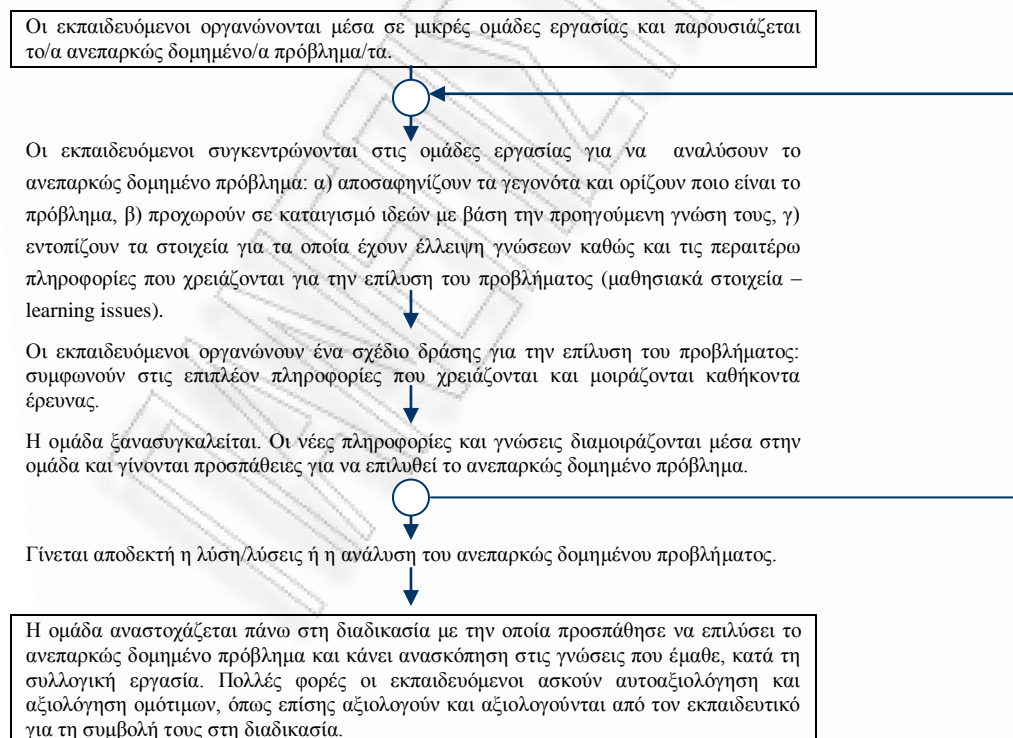 Οι εκπαιδευόμενοι οργανώνονται μέσα σε μικρές ομάδες εργασίας και παρουσιάζεται
το/α ανεπαρκώς δομημένο/α πρόβλημα/τα.
Οι εκπαιδευόμενοι συγκεντρώνονται στις ομάδες εργασίας για να αναλύσουν το
ανεπαρκώς δομημένο πρόβλημα: α) αποσαφηνίζουν τα γεγονότα και ορίζουν ποιο είναι το
πρόβλημα, β) προχωρούν σε καταιγισμό ιδεών με βάση την προηγούμενη γνώση τους, γ)
εντοπίζουν τα στοιχεία για τα οποία έχουν έλλειψη γνώσεων καθώς και τις περαιτέρω
πληροφορίες που χρειάζονται για την επίλυση του προβλήματος (μαθησιακά στοιχεία –
learning issues).
Οι εκπαιδευόμενοι οργανώνουν ένα σχέδιο δράσης για την επίλυση του προβλήματος:
συμφωνούν στις επιπλέον πληροφορίες που χρειάζονται και μοιράζονται καθήκοντα
έρευνας.
Η ομάδα ξανασυγκαλείται. Οι νέες πληροφορίες και γνώσεις διαμοιράζονται μέσα στην
ομάδα και γίνονται προσπάθειες για να επιλυθεί το ανεπαρκώς δομημένο πρόβλημα.
Γίνεται αποδεκτή η λύση/λύσεις ή η ανάλυση του ανεπαρκώς δομημένου προβλήματος.
Η ομάδα αναστοχάζεται πάνω στη διαδικασία με την οποία προσπάθησε να επιλύσει το
ανεπαρκώς δομημένο πρόβλημα και κάνει ανασκόπηση στις γνώσεις που έμαθε, κατά τη
συλλογική εργασία. Πολλές φορές οι εκπαιδευόμενοι ασκούν αυτοαξιολόγηση και
αξιολόγηση ομότιμων, όπως επίσης αξιολογούν και αξιολογούνται από τον εκπαιδευτικό
για τη συμβολή τους στη διαδικασία.